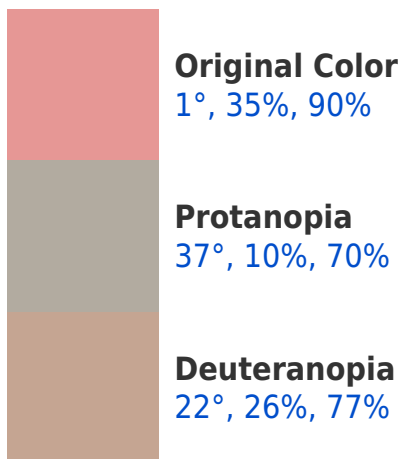 Original Color
1°, 35%, 90%
Protanopia
37°, 10%, 70%
Deuteranopia
22°, 26%, 77%